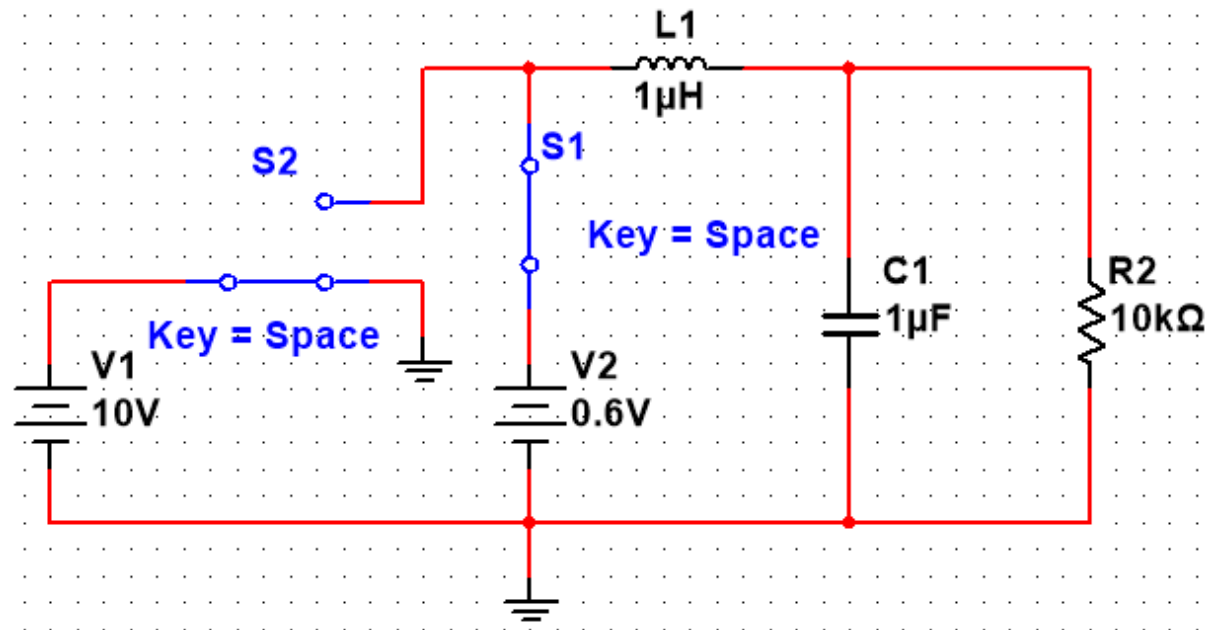 L1
1µH
S2
S1
Key = Space
C1
1µF
R2
10kΩ
Key = Space
V1
10V
V2
0.6V